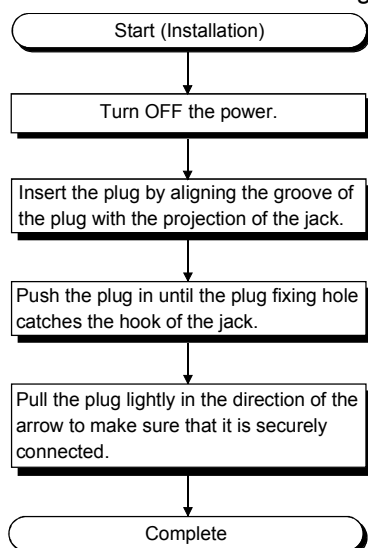 Start (Installation)
Turn OFF the power.
Insert the plug by aligning the groove of
the plug with the projection of the jack.
Push the plug in until the plug fixing hole
catches the hook of the jack.
Pull the plug lightly in the direction of the
arrow to make sure that it is securely
connected.
Complete